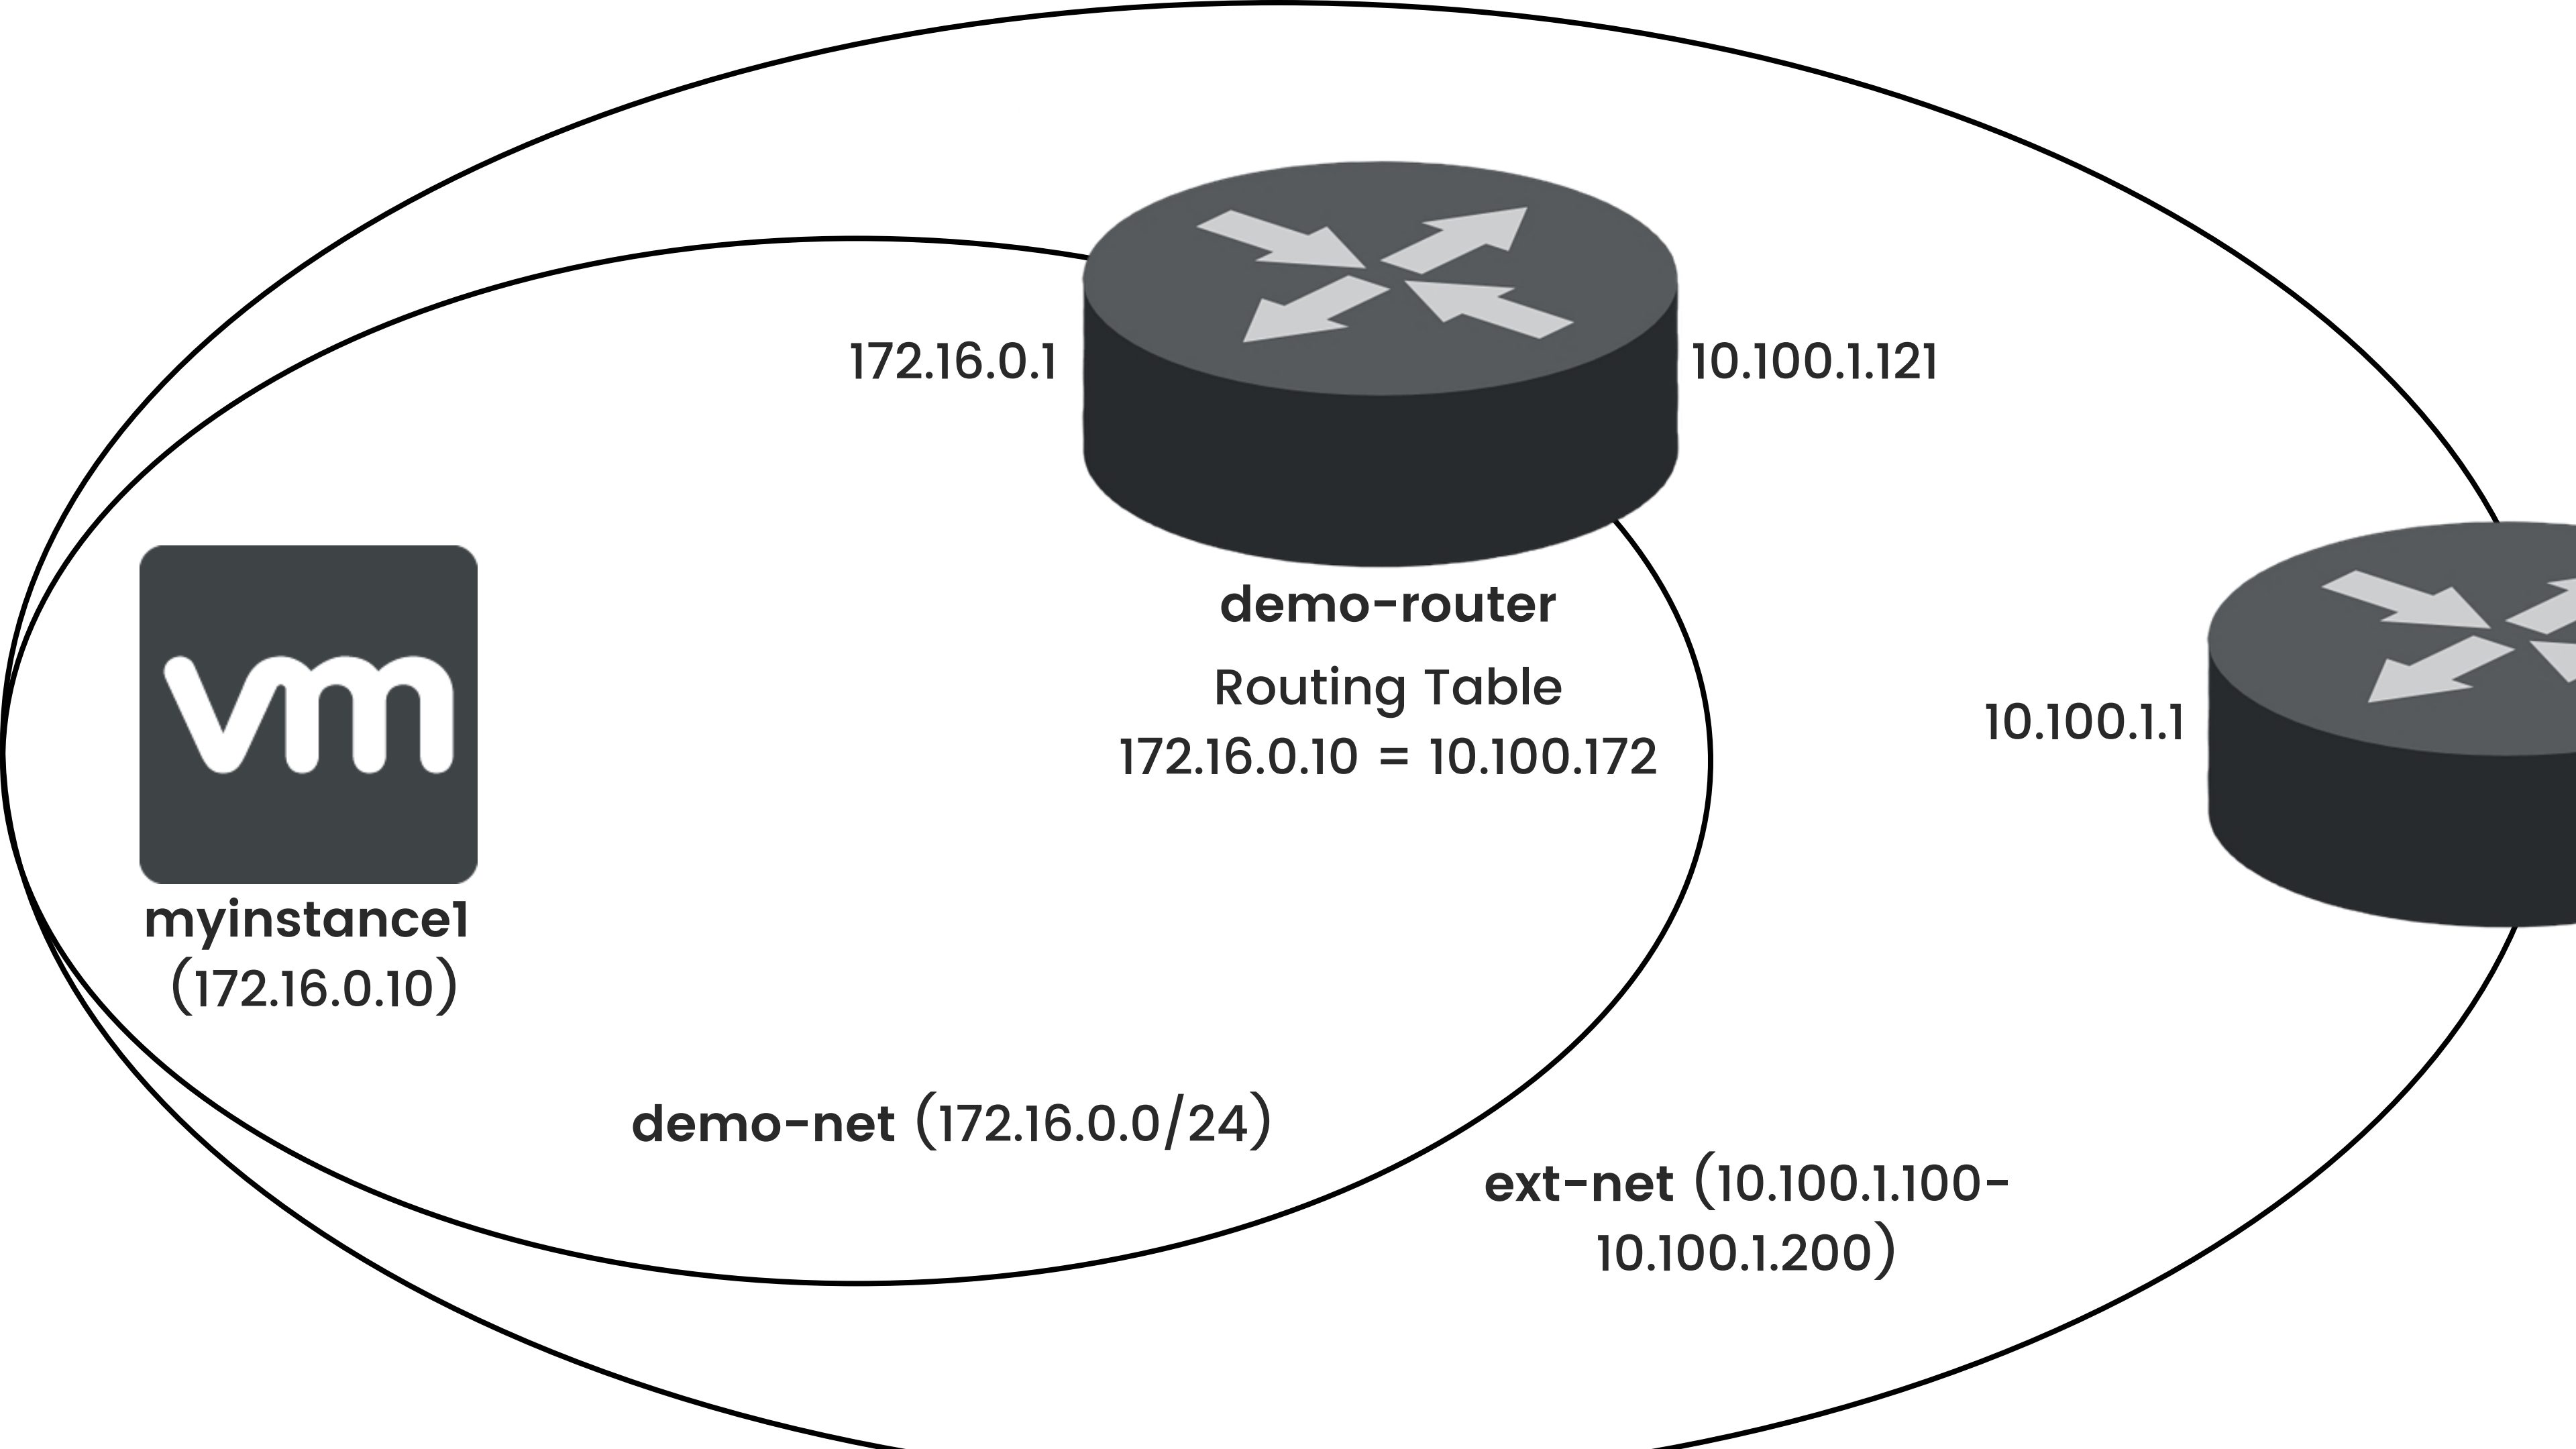 172.16.0.1
10.100.1.121
demo-router
Routing Table
172.16.0.10 = 10.100.172
10.100.1.1
vm
myinstance1
(172.16.0.10)
demo-net (172.16.0.0/24)
ext-net (10.100.1.100-
10.100.1.200)